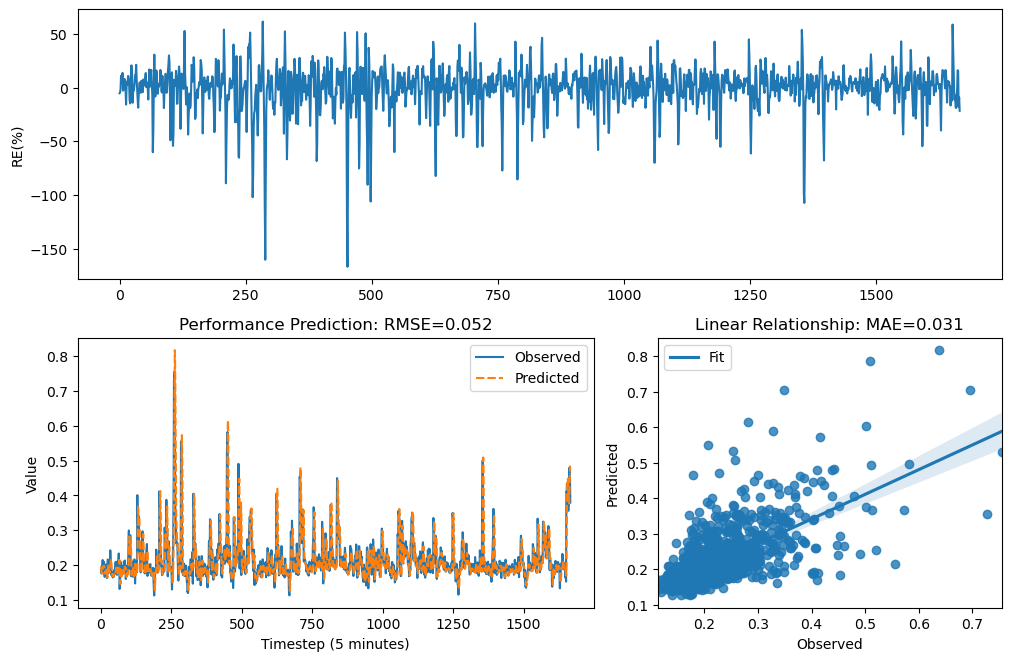 50
0
−50
−100
−150
RE(%)
0 250 500 750 1000 1250 1500
Performance Prediction: RMSE=0.052
Observed
Predicted
0.8
0.7
0.6
0.5
0.4
0.3
0.2
0.1
Value
0 250 500 750 1000 1250 1500
Timestep (5 minutes)
Linear Relationship: MAE=0.031
Fit
0.8
0.7
0.6
0.5
0.4
0.3
0.2
0.1
Predicted
0.2 0.3 0.4 0.5 0.6 0.7
Observed